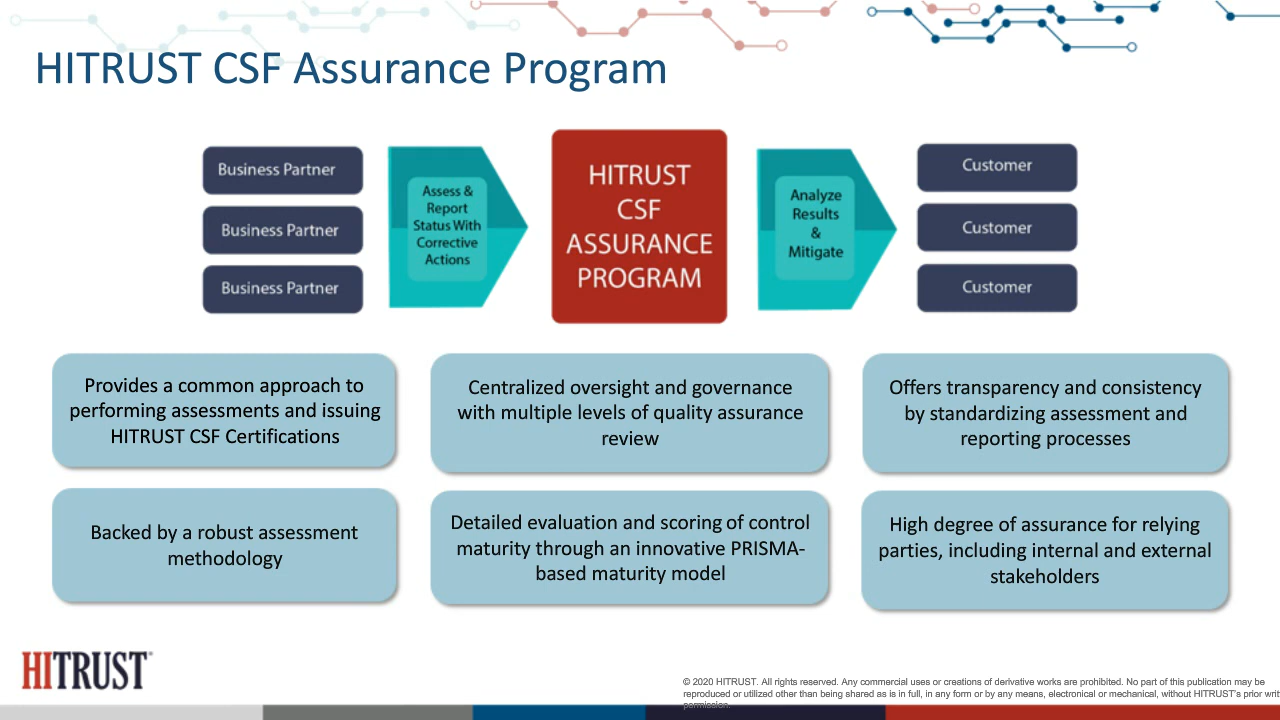 HITRUST CSF Assurance Program
Business Partner
Business Partner
Business Partner
Assess &
Report
Status With
Corrective
Actions
HITRUST
CSF
ASSURANCE
PROGRAM
Analyze
Results
&
Mitigate
Customer
Customer
Customer
Provides a common approach to
performing assessments and issuing
HITRUST CSF Certifications
Centralized oversight and governance
with multiple levels of quality assurance
review
Offers transparency and consistency
by standardizing assessment and
reporting processes
Backed by a robust assessment
methodology
Detailed evaluation and scoring of control
maturity through an innovative PRISMA-
based maturity model
High degree of assurance for relying
parties, including internal and external
stakeholders
HITRUST
© 2020 HITRUST. All rights reserved. Any commercial uses or creations of derivative works are prohibited. No part of this publication may be
reproduced or utilized other than being shared as is in full, in any form or by any means, electronical or mechanical, without HITRUST's prior writ
permission.